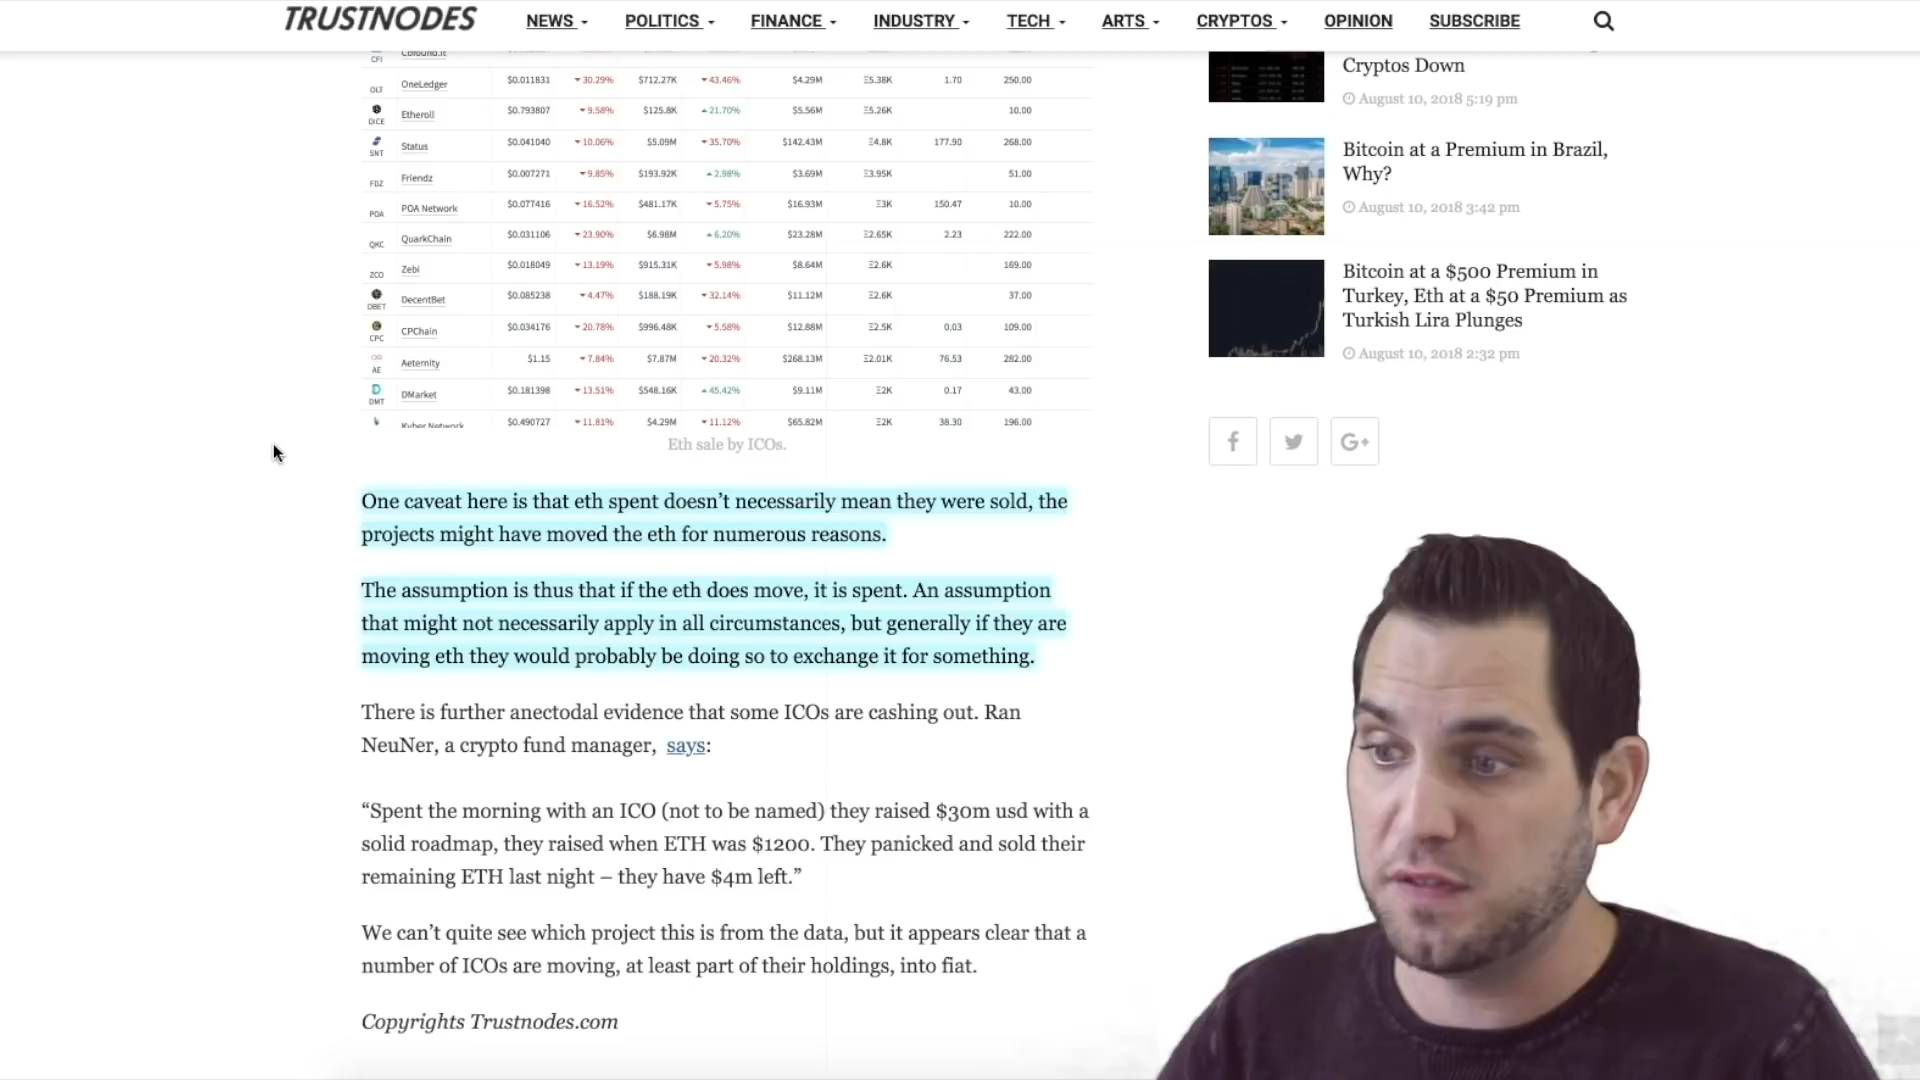 TRUSTNODES
NEWS POLITICS FINANCE INDUSTRY TECH ARTS CRYPTOS OPINION SUBSCRIBE
CFI Cofound.it
OLT OneLedger $0.011831 30.29% $712.27K 43.46% $4.29M Ξ5.38K 1.70 250.00
DICE Etheroll $0.793807 9.58% $125.8K 21.70% $5.56M Ξ5.26K 10.00
SNT Status $0.041040 10.06% $5.09M 35.70% $142.43M Ξ4.8K 177.90 268.00
FDZ Friendz $0.007271 9.85% $193.92K 2.98% $3.69M Ξ3.95K 51.00
POA POA Network $0.077416 16.52% $481.17K 5.75% $16.93M Ξ3K 150.47 10.00
QKC QuarkChain $0.031106 23.90% $6.98M 6.20% $23.28M Ξ2.65K 2.23 222.00
ZCO Zebi $0.018049 13.19% $915.31K 5.98% $8.64M Ξ2.6K 169.00
DBET DecentBet $0.085238 4.47% $188.19K 32.14% $11.12M Ξ2.6K 37.00
CPC CPChain $0.034176 20.78% $996.48K 5.58% $12.88M Ξ2.5K 0.03 109.00
AE Aeternity $1.15 7.84% $7.87M 20.32% $268.13M Ξ2.01K 76.53 282.00
DMT DMarket $0.181398 13.51% $548.16K 45.42% $9.11M Ξ2K 0.17 43.00
Kyber Network $0.490727 11.81% $4.29M 11.12% $65.82M Ξ2K 38.30 196.00
Eth sale by ICOs.
One caveat here is that eth spent doesn’t necessarily mean they were sold, the
projects might have moved the eth for numerous reasons.
The assumption is thus that if the eth does move, it is spent. An assumption
that might not necessarily apply in all circumstances, but generally if they are
moving eth they would probably be doing so to exchange it for something.
There is further anectodal evidence that some ICOs are cashing out. Ran
NeuNer, a crypto fund manager, says:
“Spent the morning with an ICO (not to be named) they raised $30m usd with a
solid roadmap, they raised when ETH was $1200. They panicked and sold their
remaining ETH last night – they have $4m left.”
We can’t quite see which project this is from the data, but it appears clear that a
number of ICOs are moving, at least part of their holdings, into fiat.
Copyrights Trustnodes.com
Cryptos Down
August 10, 2018 5:19 pm
Bitcoin at a Premium in Brazil,
Why?
August 10, 2018 3:42 pm
Bitcoin at a $500 Premium in
Turkey, Eth at a $50 Premium as
Turkish Lira Plunges
August 10, 2018 2:32 pm
f
G+